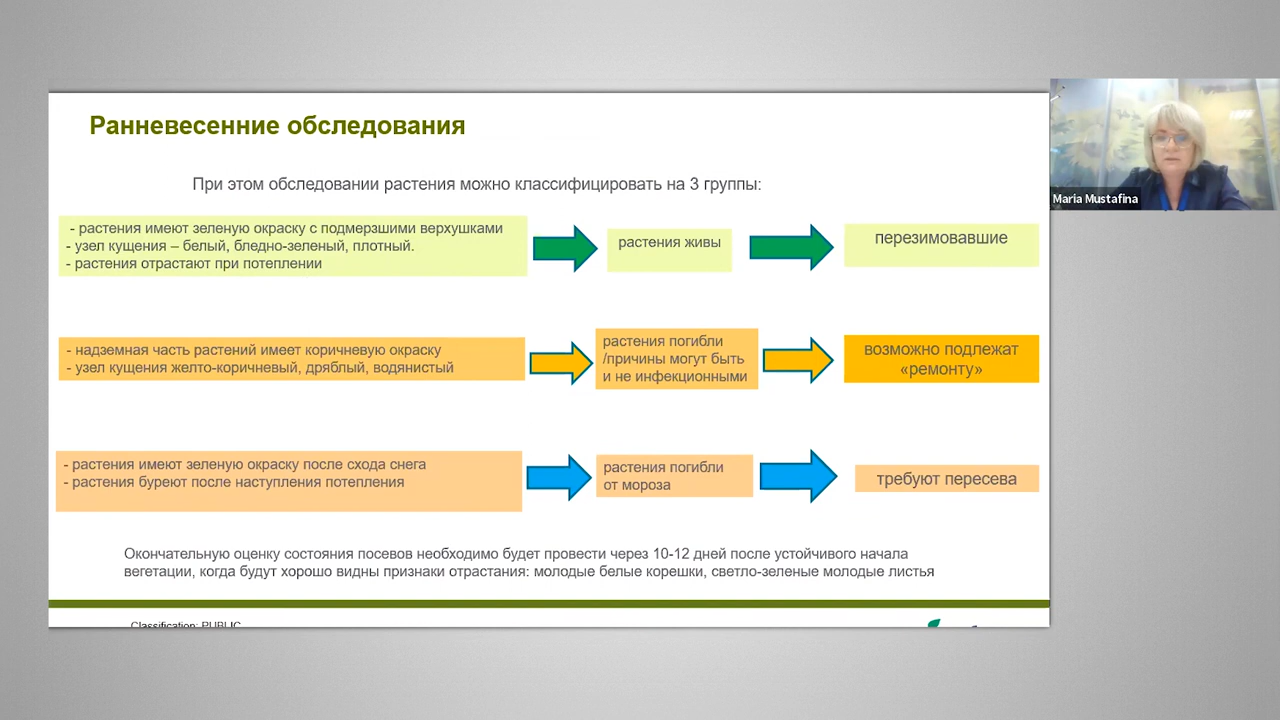 Ранневесенние обследования
При этом обследовании растения можно классифицировать на 3 группы:
- растения имеют зеленую окраску с подмерзшими верхушками
- узел кущения – белый, бледно-зеленый, плотный.
- растения отрастают при потеплении
растения живы
перезимовавшие
- надземная часть растений имеет коричневую окраску
- узел кущения желто-коричневый, дряблый, водянистый
растения погибли
/причины могут быть
и не инфекционными
возможно подлежат
«ремонту»
- растения имеют зеленую окраску после схода снега
- растения буреют после наступления потепления
растения погибли
от мороза
требуют пересева
Окончательную оценку состояния посевов необходимо будет провести через 10-12 дней после устойчивого начала
вегетации, когда будут хорошо видны признаки отрастания: молодые белые корешки, светло-зеленые молодые листья
Classification: PUBLIC
Maria Mustafina